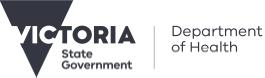 VICTORIA
State
Government
Department
of Health